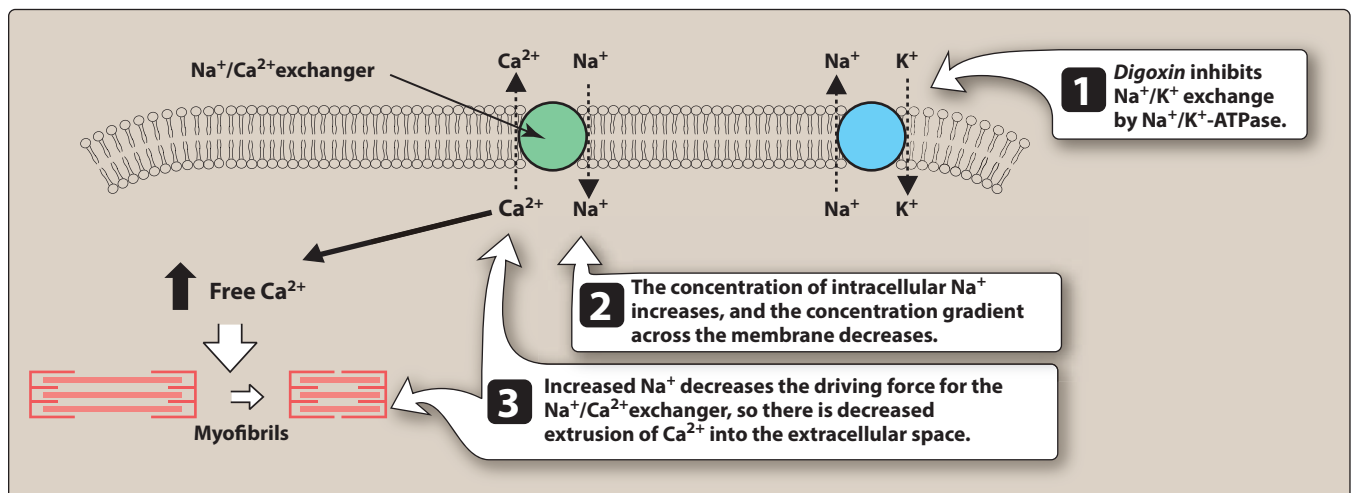 Na⁺/Ca²⁺exchanger
Ca²⁺ Na⁺
Na⁺ K⁺
1
Digoxin inhibits
Na⁺/K⁺ exchange
by Na⁺/K⁺-ATPase.
Ca²⁺ Na⁺
Na⁺ K⁺
Free Ca²⁺
2
The concentration of intracellular Na⁺
increases, and the concentration gradient
across the membrane decreases.
3
Increased Na⁺ decreases the driving force for the
Na⁺/Ca²⁺exchanger, so there is decreased
extrusion of Ca²⁺ into the extracellular space.
Myofibrils